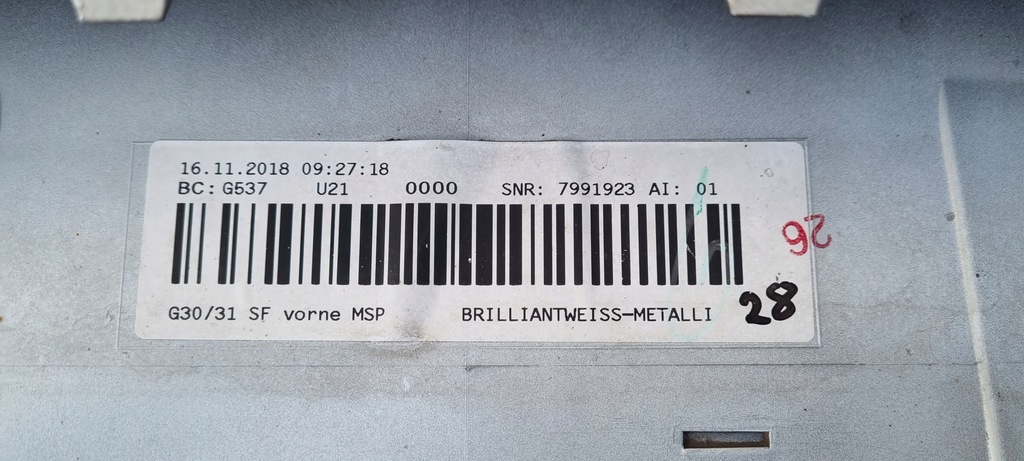 16.11.2018 09:27:18
BC: G537 U21 0000 SNR: 7991923 AI: 01
G30/31 SF vorne MSP BRILLIANTWEISS-METALLI
28
26